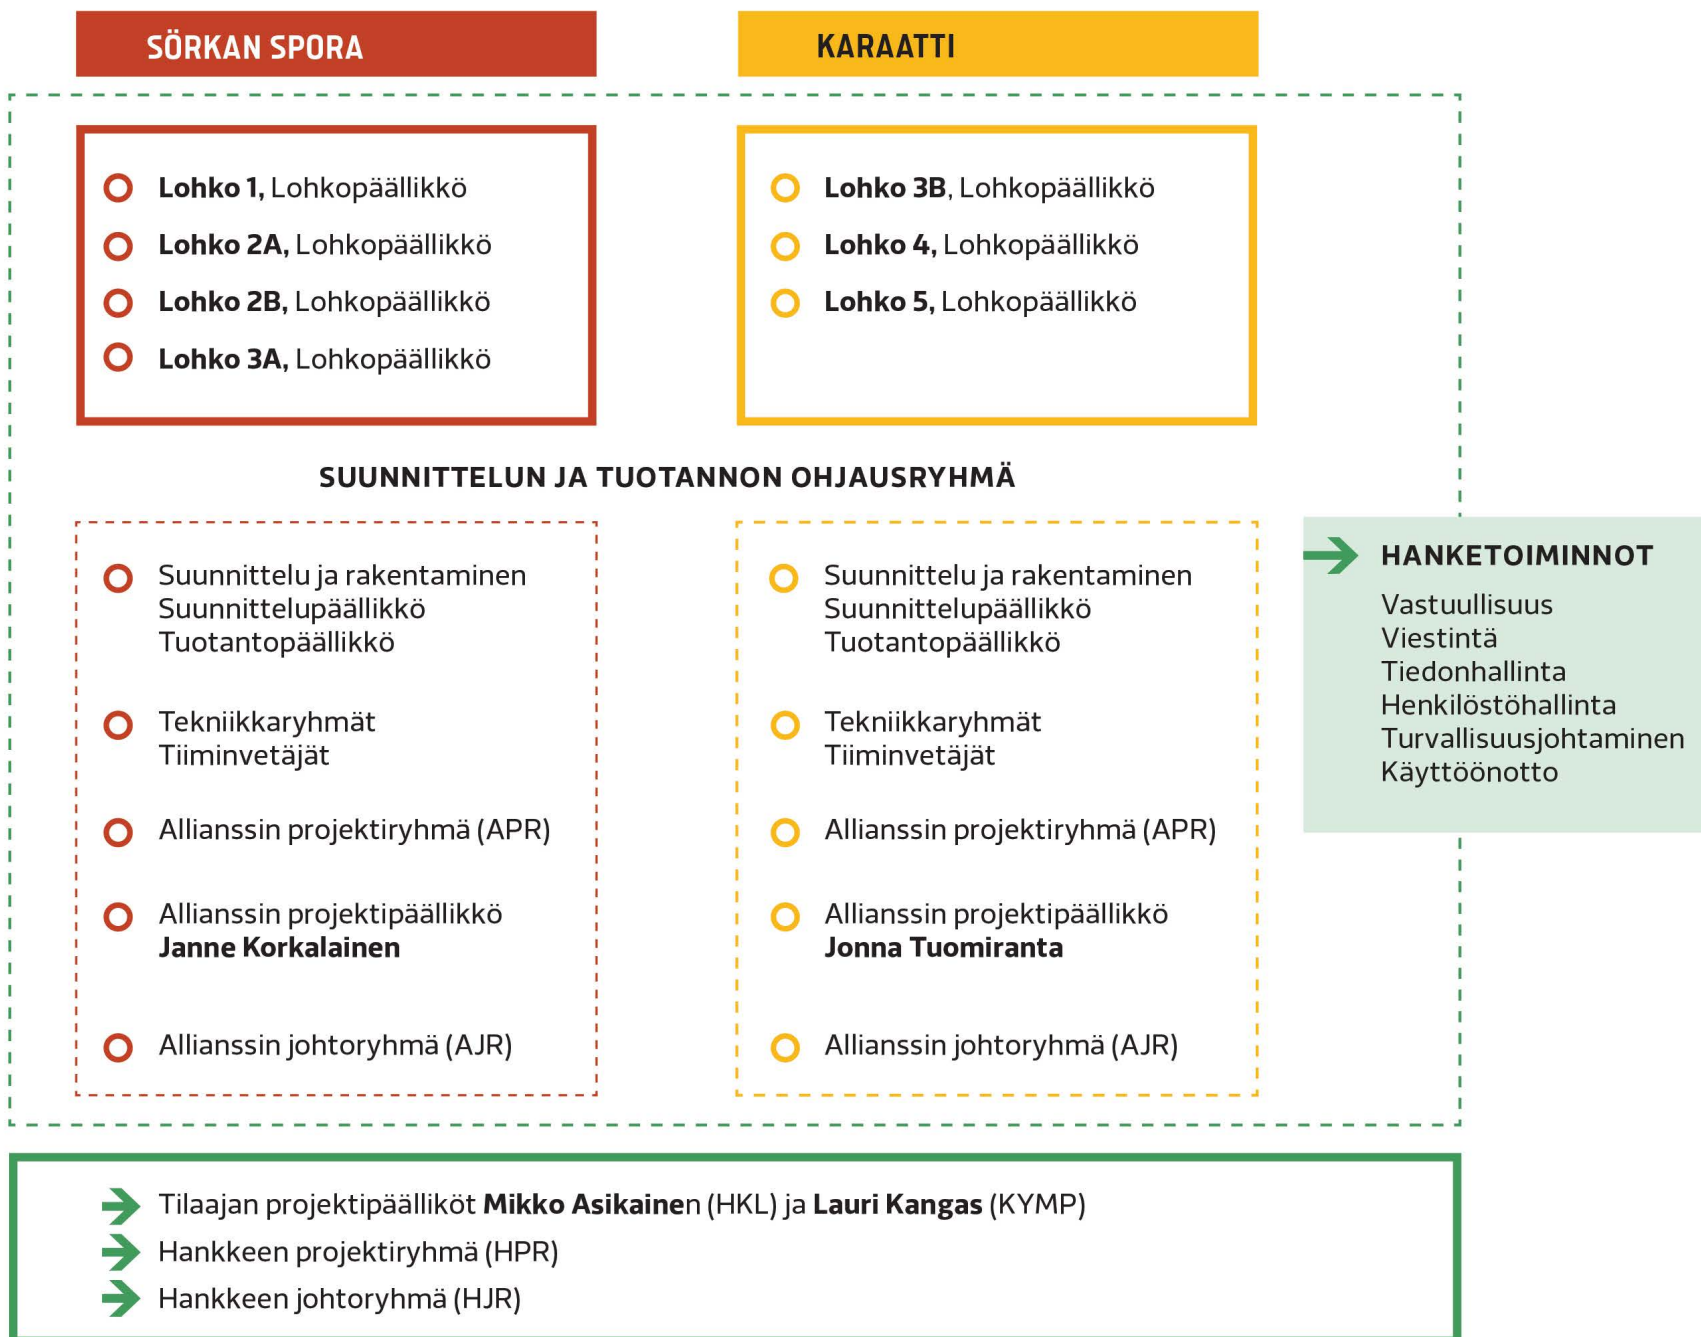 SÖRKAN SPORA
Lohko 1, Lohkopäällikkö
Lohko 2A, Lohkopäällikkö
Lohko 2B, Lohkopäällikkö
Lohko 3A, Lohkopäällikkö
KARAATTI
Lohko 3B, Lohkopäällikkö
Lohko 4, Lohkopäällikkö
Lohko 5, Lohkopäällikkö
SUUNNITTELUN JA TUOTANNON OHJAUSRYHMÄ
Suunnittelu ja rakentaminen
Suunnittelupäällikkö
Tuotantopäällikkö
Tekniikkaryhmät
Tiiminvetäjät
Allianssin projektiryhmä (APR)
Allianssin projektipäällikkö
Janne Korkalainen
Allianssin johtoryhmä (AJR)
Suunnittelu ja rakentaminen
Suunnittelupäällikkö
Tuotantopäällikkö
Tekniikkaryhmät
Tiiminvetäjät
Allianssin projektiryhmä (APR)
Allianssin projektipäällikkö
Jonna Tuomiranta
Allianssin johtoryhmä (AJR)
HANKETOIMINNOT
Vastuullisuus
Viestintä
Tiedonhallinta
Henkilöstöhallinta
Turvallisuusjohtaminen
Käyttöönotto
Tilaajan projektipäälliköt Mikko Asikainen (HKL) ja Lauri Kangas (KYMP)
Hankkeen projektiryhmä (HPR)
Hankkeen johtoryhmä (HJR)